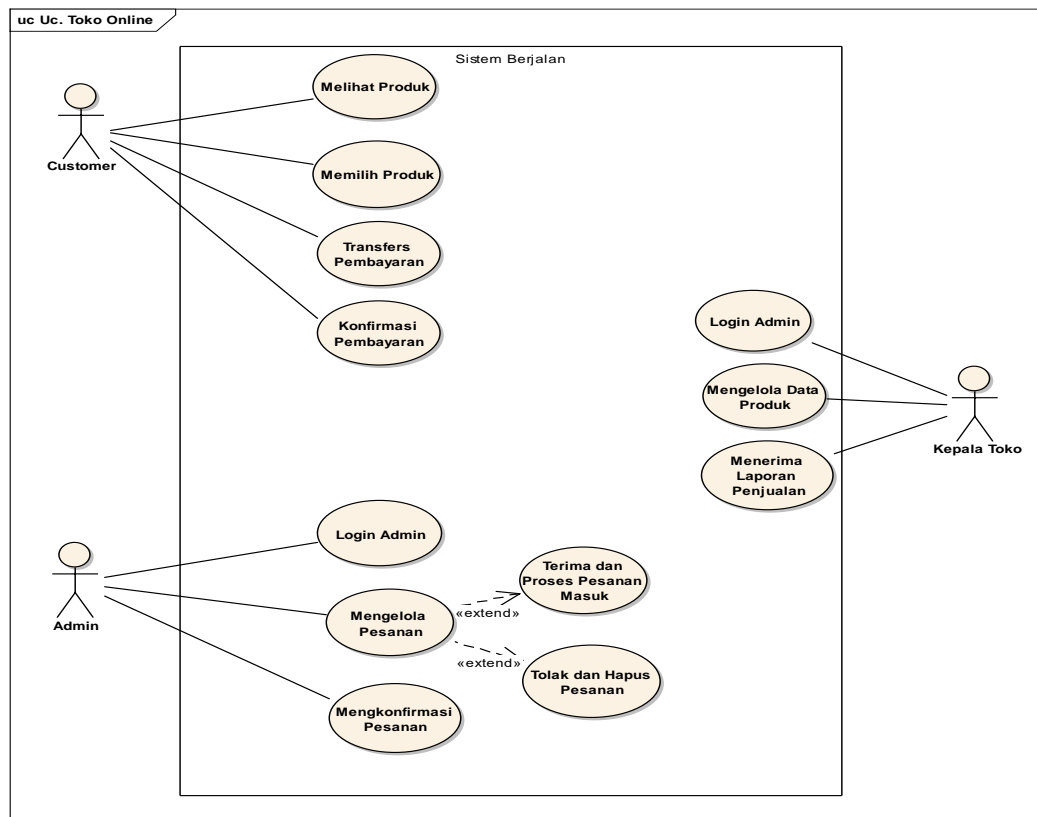 uc Uc. Toko Online
Sistem Berjalan
Melihat Produk
Customer
Memilih Produk
Transfers
Pembayaran
Konfirmasi
Pembayaran
Login Admin
Mengelola Data
Produk
Kepala Toko
Menerima
Laporan
Penjualan
Login Admin
Admin
Mengelola
Pesanan
«extend»
Terima dan
Proses Pesanan
Masuk
«extend»
Tolak dan Hapus
Pesanan
Mengkonfirmasi
Pesanan